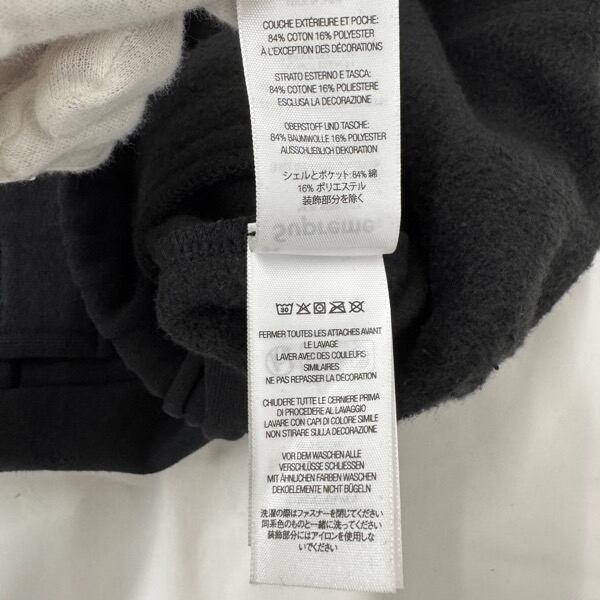 COUCHE EXTÉRIEURE ET POCHE:
84% COTON 16% POLYESTER
À L'EXCEPTION DES DÉCORATIONS
STRATO ESTERNO E TASCA:
84% COTONE 16% POLIESTERE
ESCLUSA LA DECORAZIONE
OBERSTOFF UND TASCHE:
84% BAUMWOLLE 16% POLYESTER
AUSSCHLIEßLICH DEKORATION
シェルとポケット: 84% 綿
16% ポリエステル
装飾部分を除く
Supreme
30
FERMER TOUTES LES ATTACHES AVANT
LE LAVAGE
LAVER AVEC DES COULEURS
SIMILAIRES
NE PAS REPASSER LA DÉCORATION
CHIUDERE TUTTE LE CERNIERE PRIMA
DI PROCEDERE AL LAVAGGIO
LAVARE CON CAPI DI COLORE SIMILE
NON STIRARE SULLA DECORAZIONE
VOR DEM WASCHEN ALLE
VERSCHLÜSSE SCHLIESSEN
MIT ÄHNLICHEN FARBEN WASCHEN
DEKOELEMENTE NICHT BÜGELN
洗濯の際はファスナーを閉じてください
同系色のものと一緒に洗ってください
装飾部分にはアイロンを使用しな
いでください